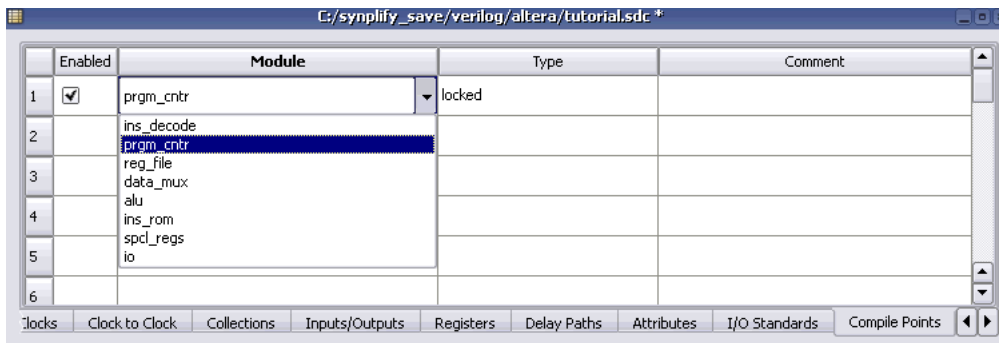 C:/synplify_save/verilog/altera/tutorial.sdc *
Enabled Module Type Comment
1 prgm_cntr locked
ins_decode
2 prgm_cntr
reg_file
3 data_mux
alu
4 ins_rom
spcl_regs
5 io
6
Clocks Clock to Clock Collections Inputs/Outputs Registers Delay Paths Attributes I/O Standards Compile Points